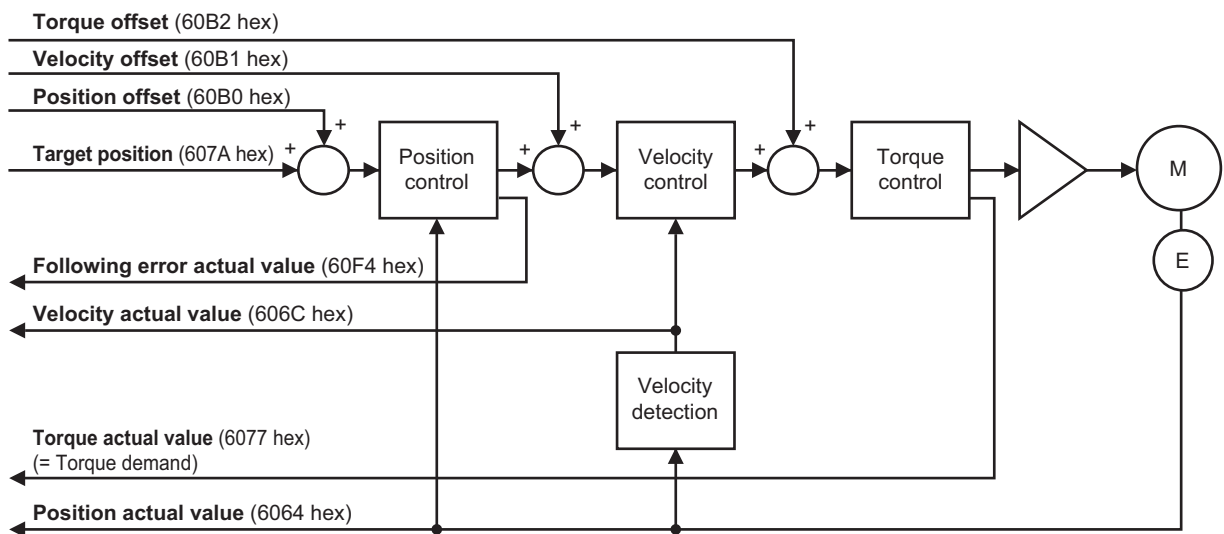 Torque offset (60B2 hex)
Velocity offset (60B1 hex)
Position offset (60B0 hex)
+
+
+
Target position (607A hex)
+
+
+
Position
control
Velocity
control
Torque
control
M
E
Following error actual value (60F4 hex)
Velocity actual value (606C hex)
Velocity
detection
Torque actual value (6077 hex)
(= Torque demand)
Position actual value (6064 hex)